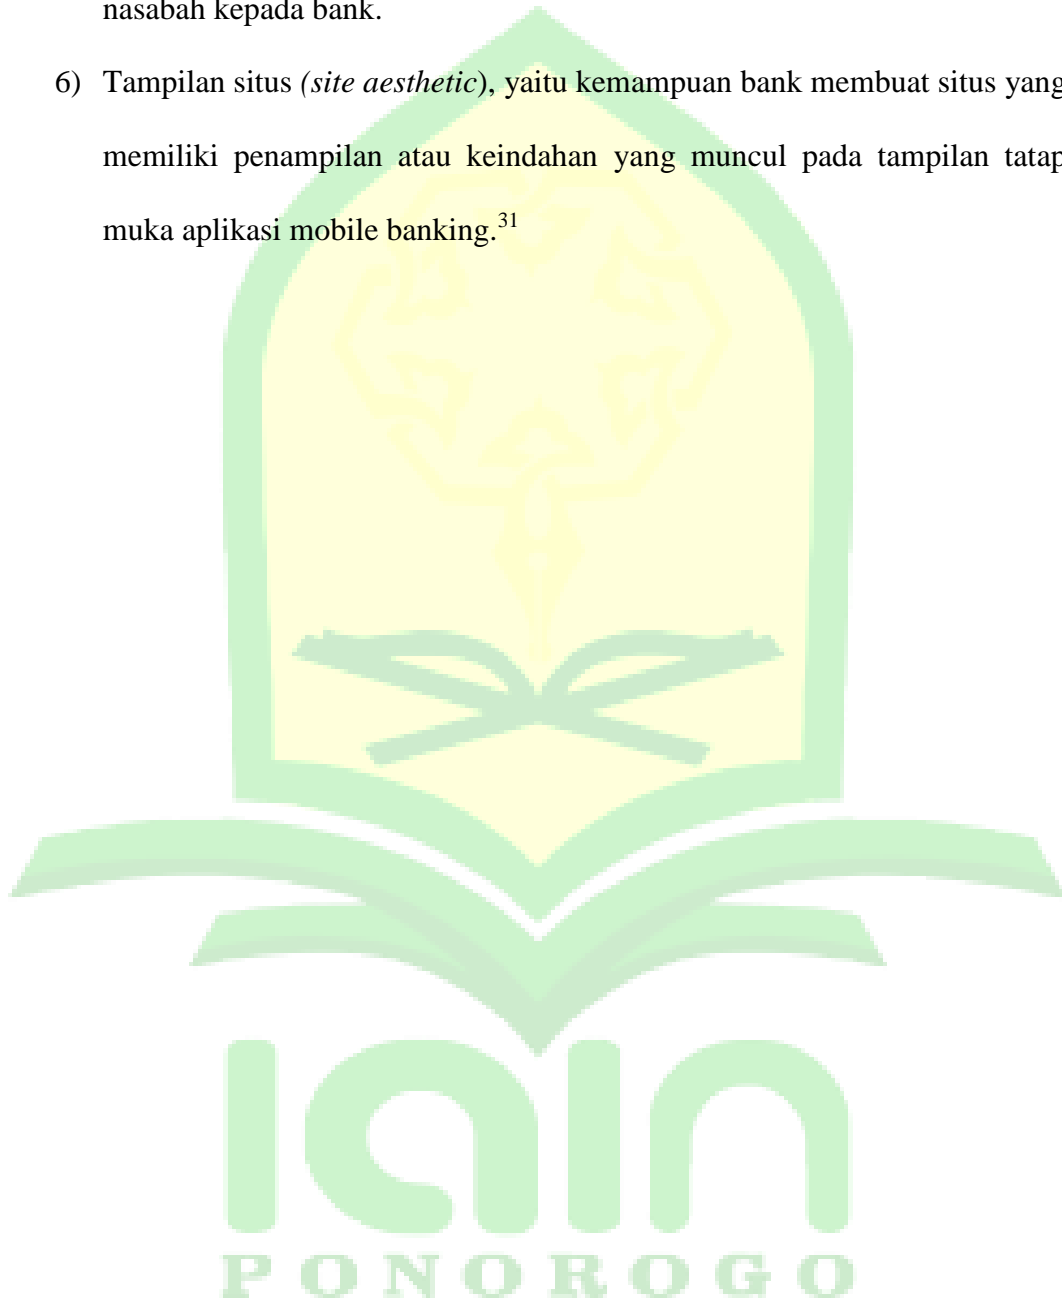 nasabah kepada bank.
6) Tampilan situs (site aesthetic), yaitu kemampuan bank membuat situs yang
memiliki penampilan atau keindahan yang muncul pada tampilan tatap
muka aplikasi mobile banking.31
iain
PONOROGO